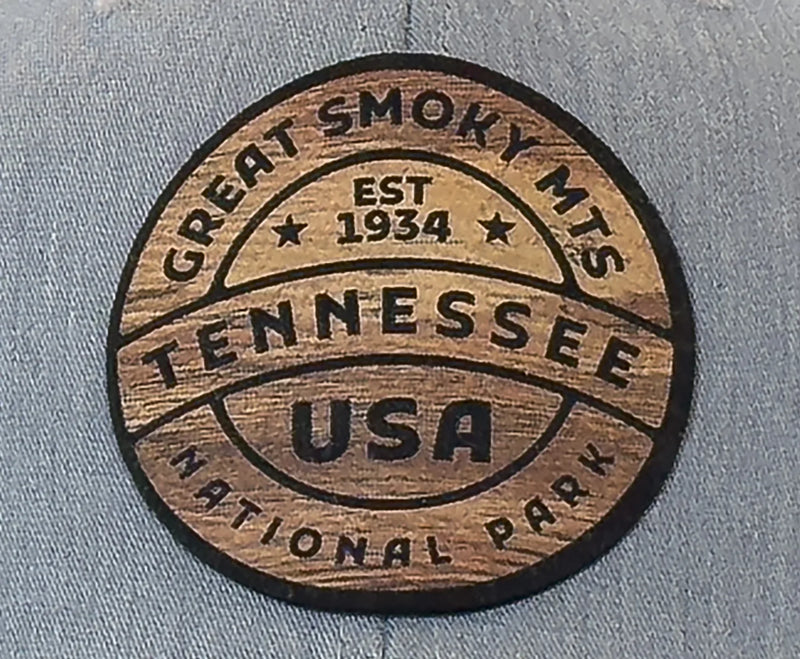 GREAT SMOKY MTS
EST
1934
TENNESSEE
USA
NATIONAL PARK